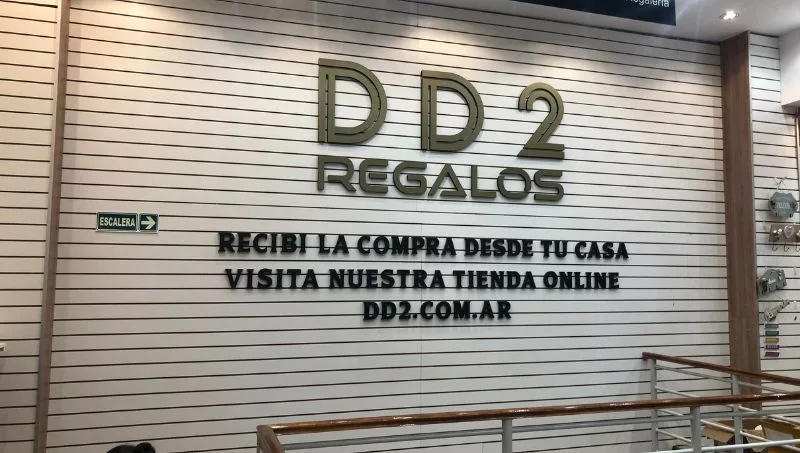 DD2
REGALOS
ESCALERA
RECIBI LA COMPRA DESDE TU CASA
VISITA NUESTRA TIENDA ONLINE
DD2.COM.AR